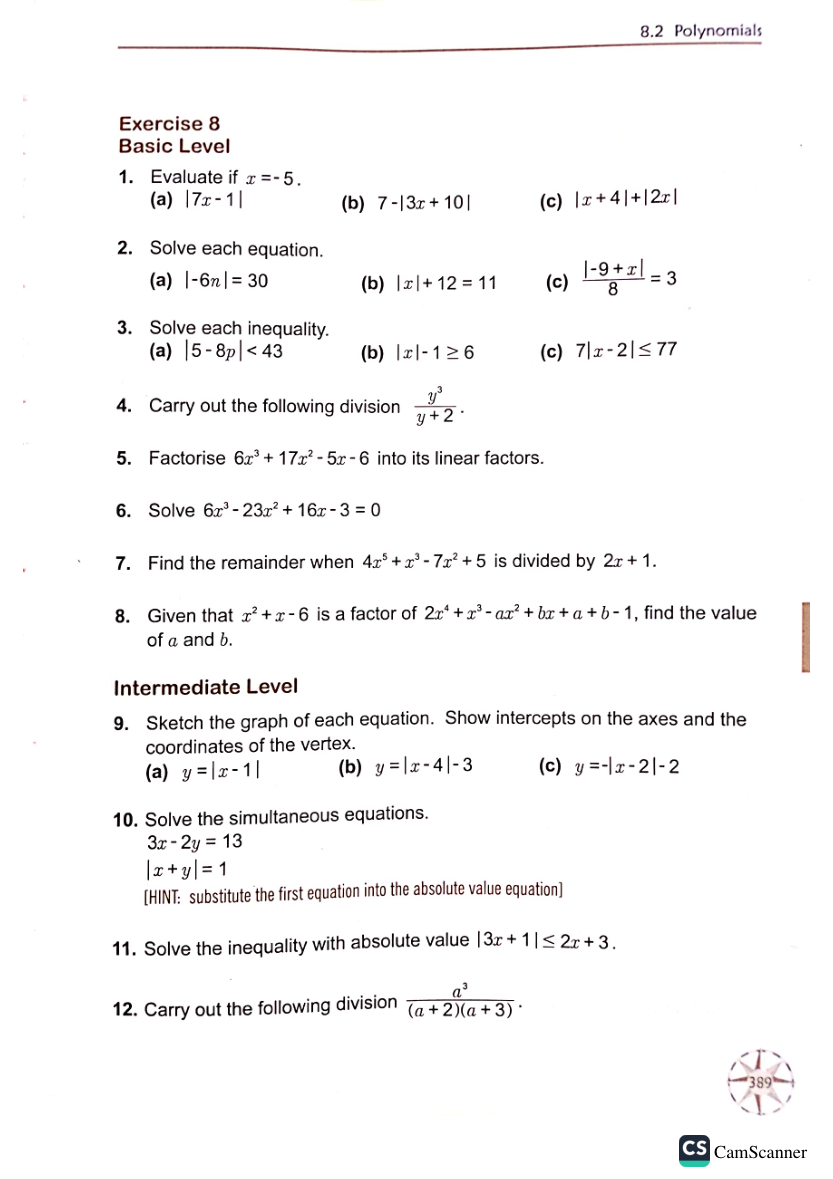 8.2 Polynomials
Exercise 8
Basic Level
1. Evaluate if x = - 5.
(a) |7x - 1| (b) 7 -|3x + 10| (c) |x + 4|+|2x|
2. Solve each equation.
(a) |-6n| = 30 (b) |x|+ 12 = 11 (c) |-9 + x|/8 = 3
3. Solve each inequality.
(a) |5 - 8p| < 43 (b) |x|- 1 ≥ 6 (c) 7|x - 2| ≤ 77
4. Carry out the following division y³/(y + 2) .
5. Factorise 6x³ + 17x² - 5x - 6 into its linear factors.
6. Solve 6x³ - 23x² + 16x - 3 = 0
7. Find the remainder when 4x⁵ + x³ - 7x² + 5 is divided by 2x + 1.
8. Given that x² + x - 6 is a factor of 2x⁴ + x³ - ax² + bx + a + b - 1, find the value
of a and b.
Intermediate Level
9. Sketch the graph of each equation. Show intercepts on the axes and the
coordinates of the vertex.
(a) y = |x - 1| (b) y = |x - 4|- 3 (c) y = -|x - 2|- 2
10. Solve the simultaneous equations.
3x - 2y = 13
|x + y| = 1
[HINT: substitute the first equation into the absolute value equation]
11. Solve the inequality with absolute value |3x + 1| ≤ 2x + 3.
12. Carry out the following division a³/((a + 2)(a + 3)) .
389
CS CamScanner